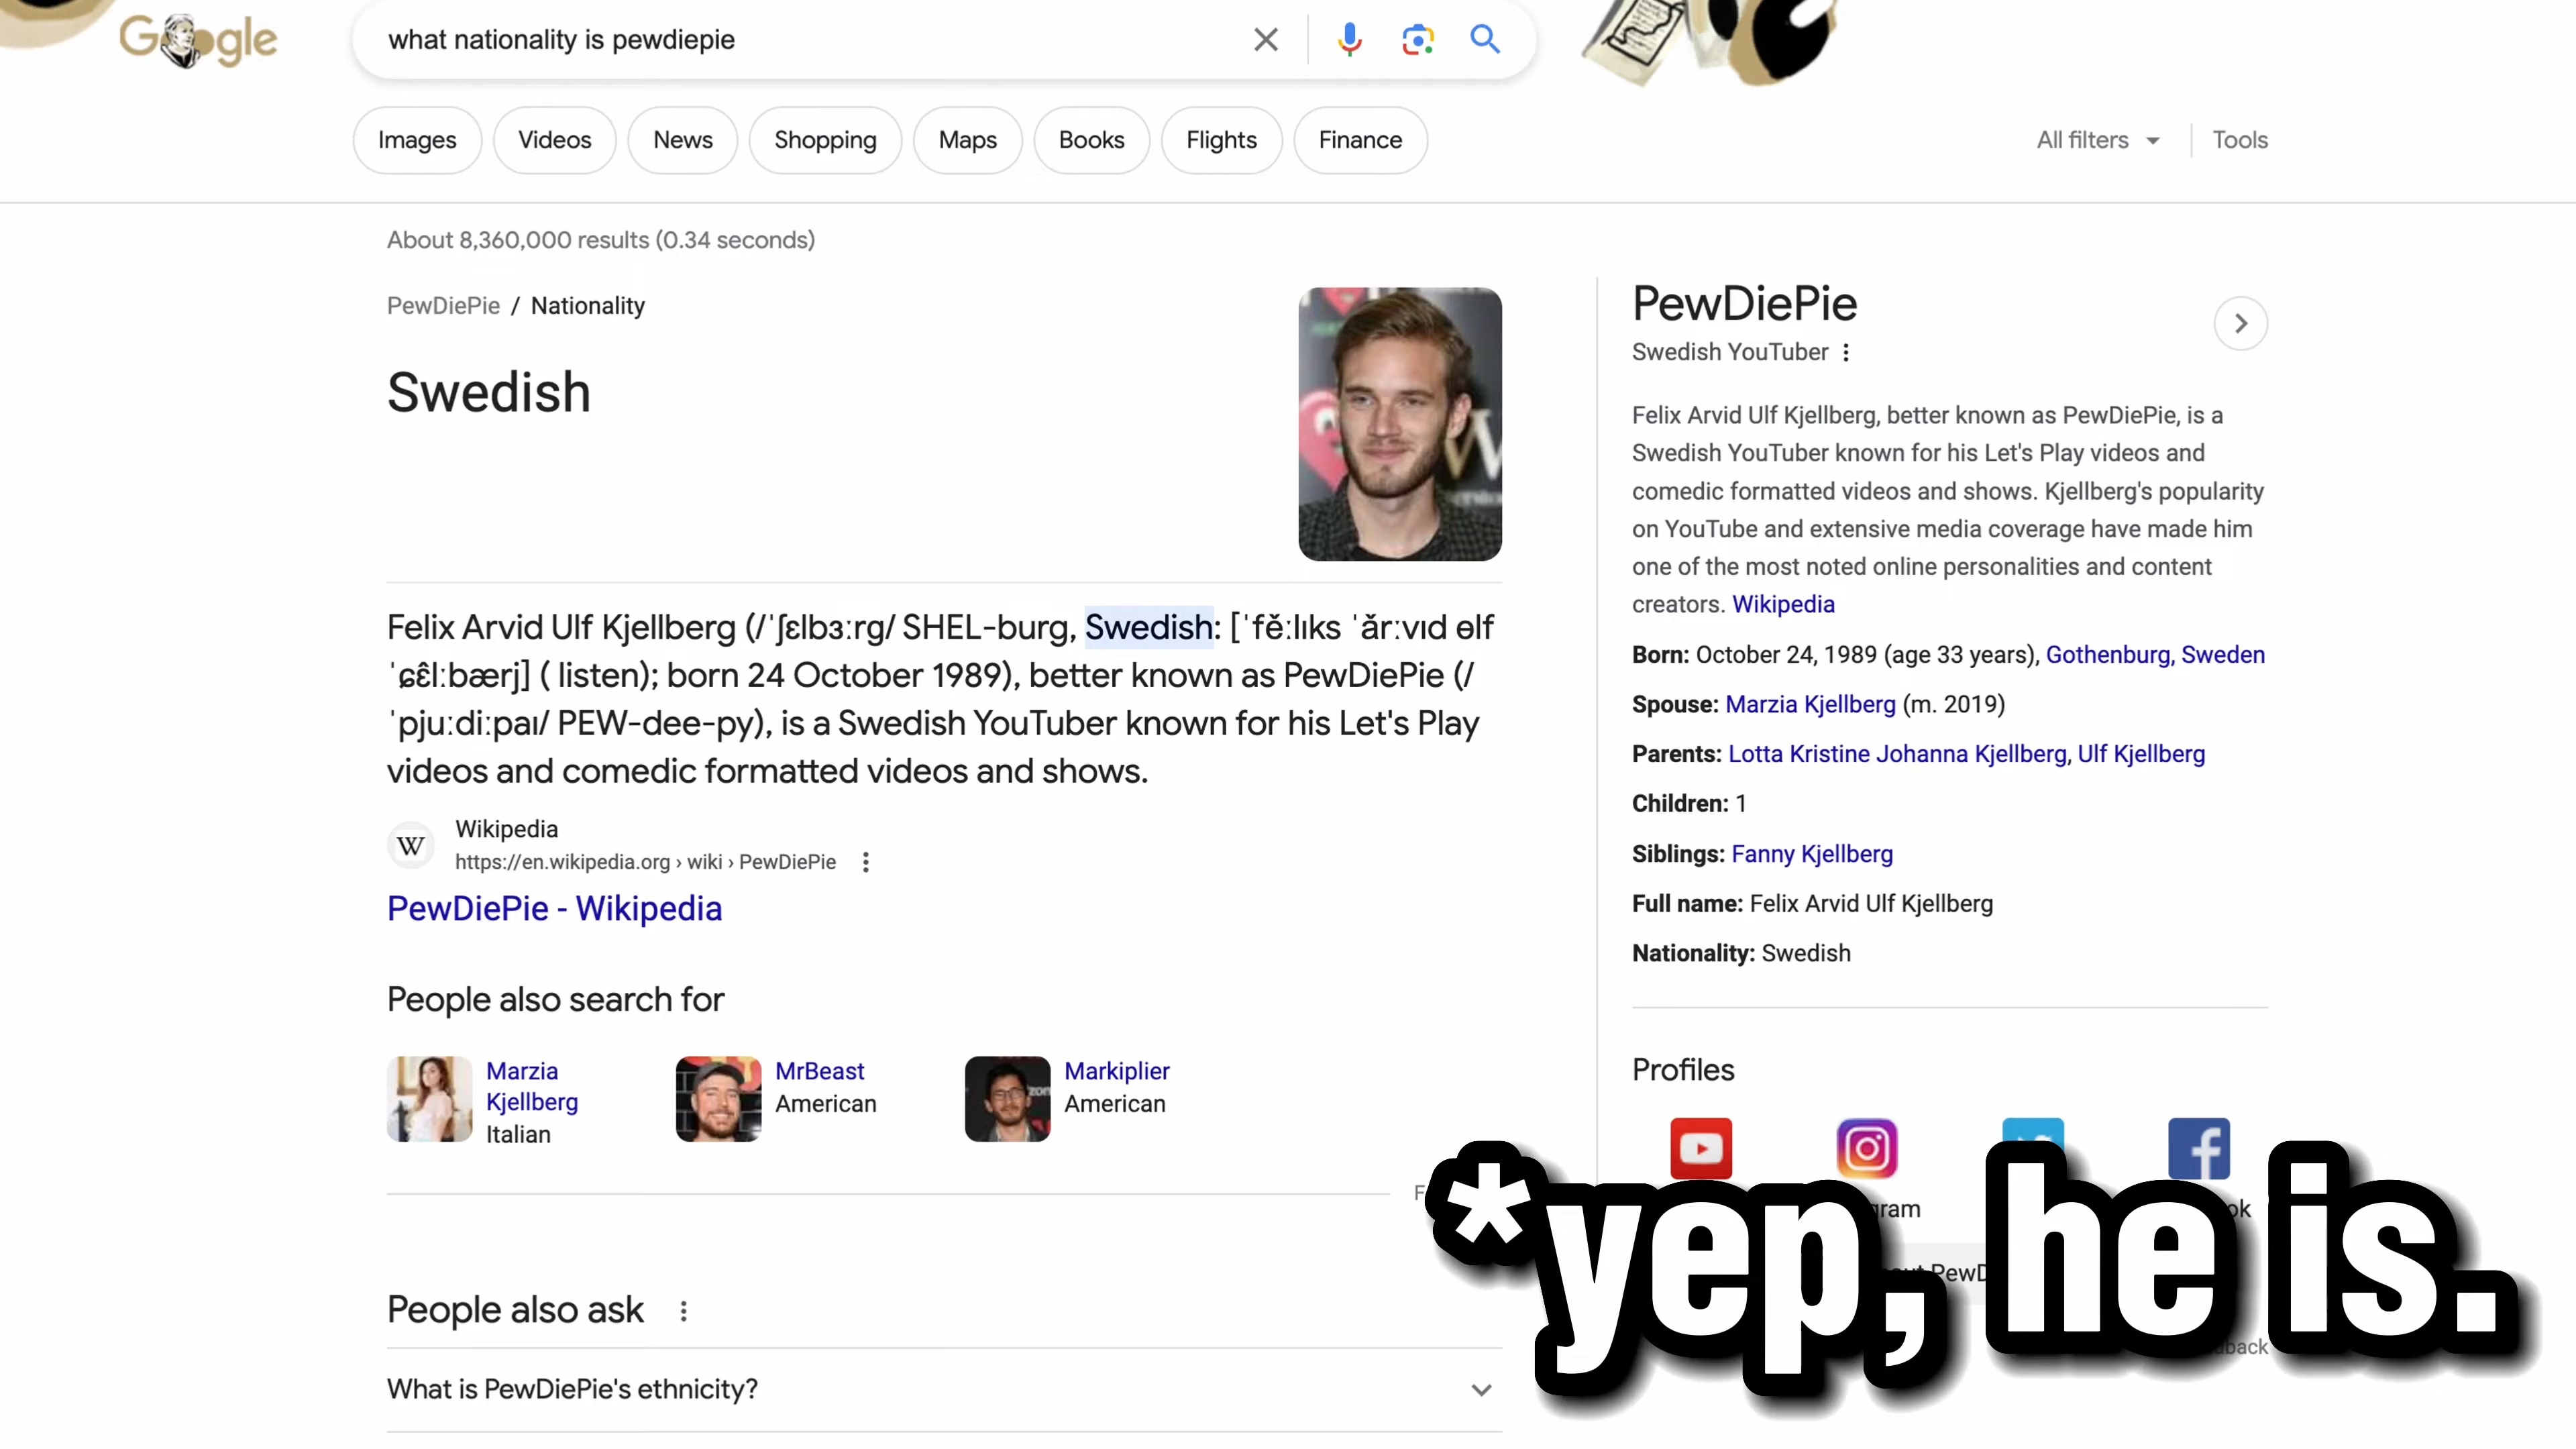 Google
what nationality is pewdiepie
Images
Videos
News
Shopping
Maps
Books
Flights
Finance
All filters
Tools
About 8,360,000 results (0.34 seconds)
PewDiePie / Nationality
Swedish
Felix Arvid Ulf Kjellberg (/ˈʃɛlbɜːrɡ/ SHEL-burg, Swedish: [ˈfěːlɪks ˈǎrːvɪd ɵlf
ˈɕɛ̂lːbærj] ( listen); born 24 October 1989), better known as PewDiePie (/
ˈpjuːdiːpaɪ/ PEW-dee-py), is a Swedish YouTuber known for his Let's Play
videos and comedic formatted videos and shows.
W
Wikipedia
https://en.wikipedia.org › wiki › PewDiePie
PewDiePie - Wikipedia
People also search for
Marzia
Kjellberg
Italian
MrBeast
American
Markiplier
American
People also ask
What is PewDiePie's ethnicity?
PewDiePie
Swedish YouTuber
Felix Arvid Ulf Kjellberg, better known as PewDiePie, is a
Swedish YouTuber known for his Let's Play videos and
comedic formatted videos and shows. Kjellberg's popularity
on YouTube and extensive media coverage have made him
one of the most noted online personalities and content
creators. Wikipedia
Born: October 24, 1989 (age 33 years), Gothenburg, Sweden
Spouse: Marzia Kjellberg (m. 2019)
Parents: Lotta Kristine Johanna Kjellberg, Ulf Kjellberg
Children: 1
Siblings: Fanny Kjellberg
Full name: Felix Arvid Ulf Kjellberg
Nationality: Swedish
Profiles
*yep, he is.